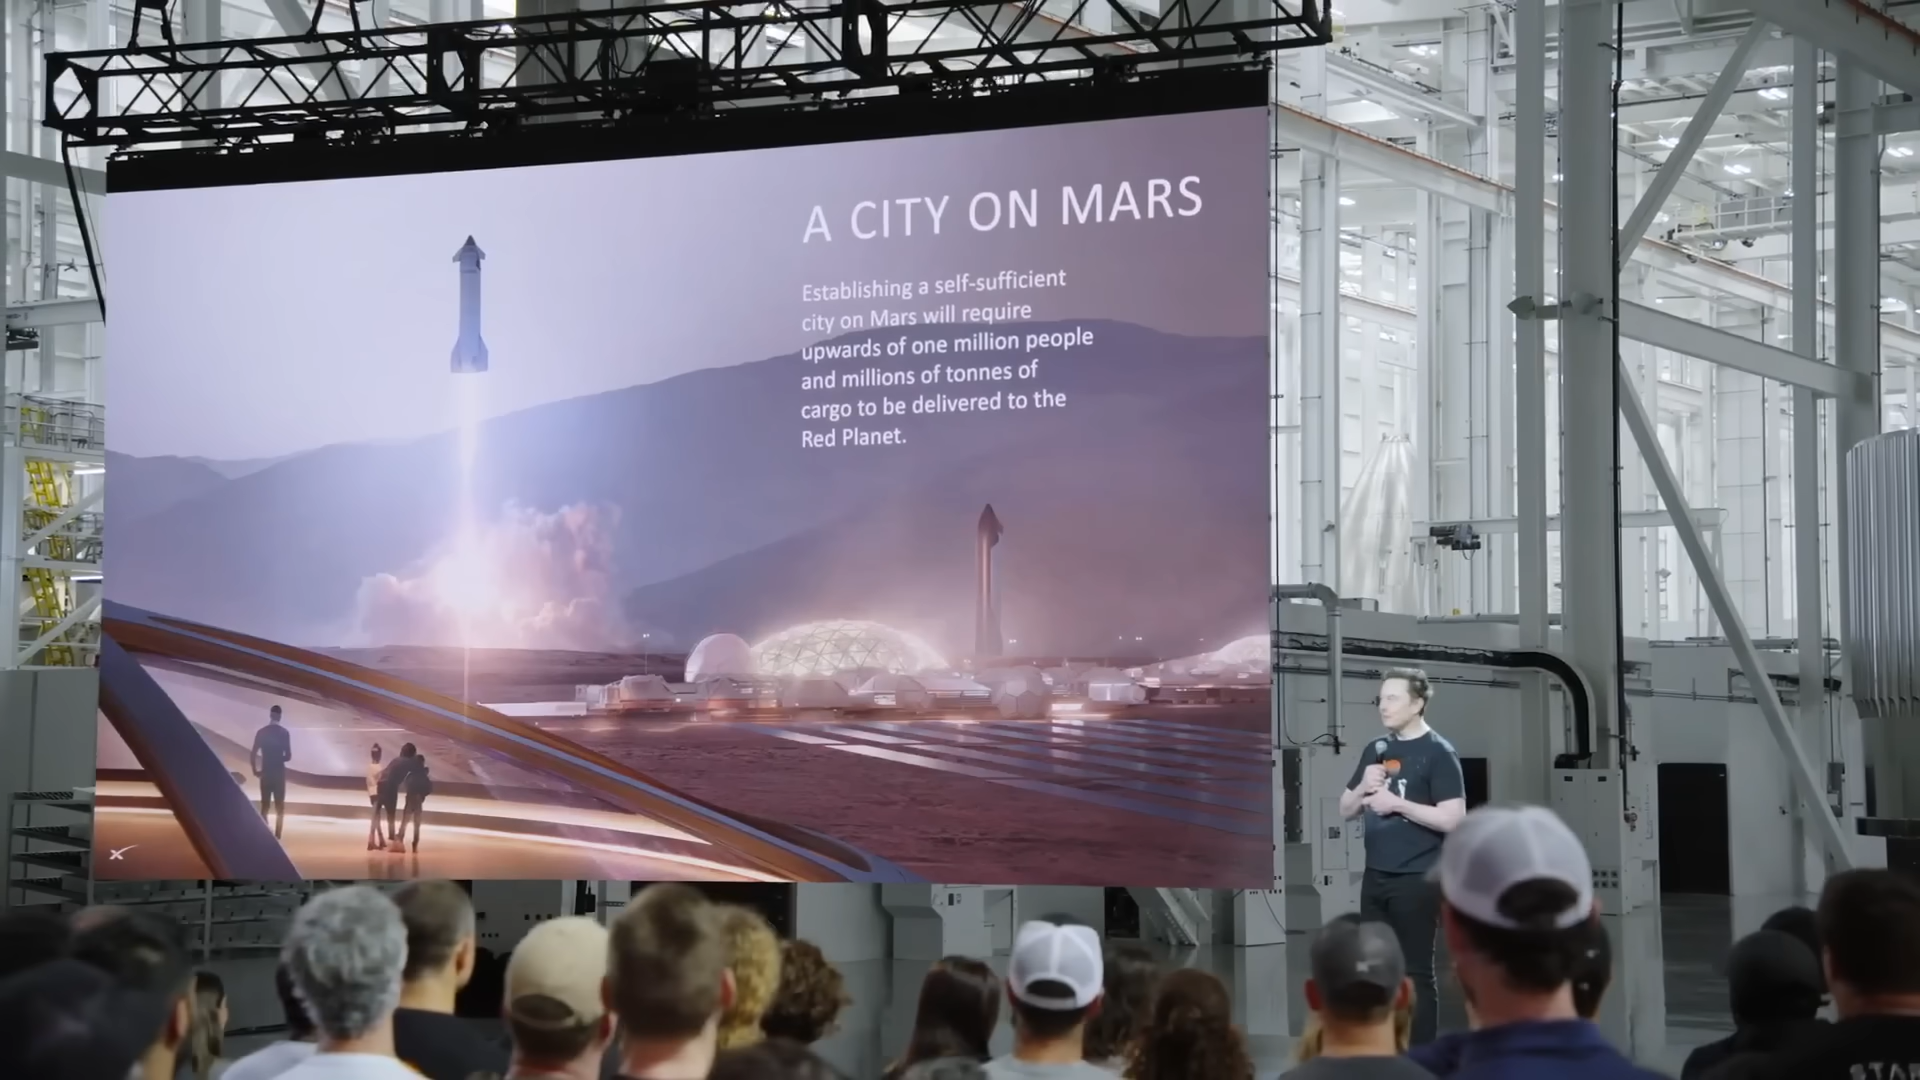 A CITY ON MARS
Establishing a self-sufficient
city on Mars will require
upwards of one million people
and millions of tonnes of
cargo to be delivered to the
Red Planet.